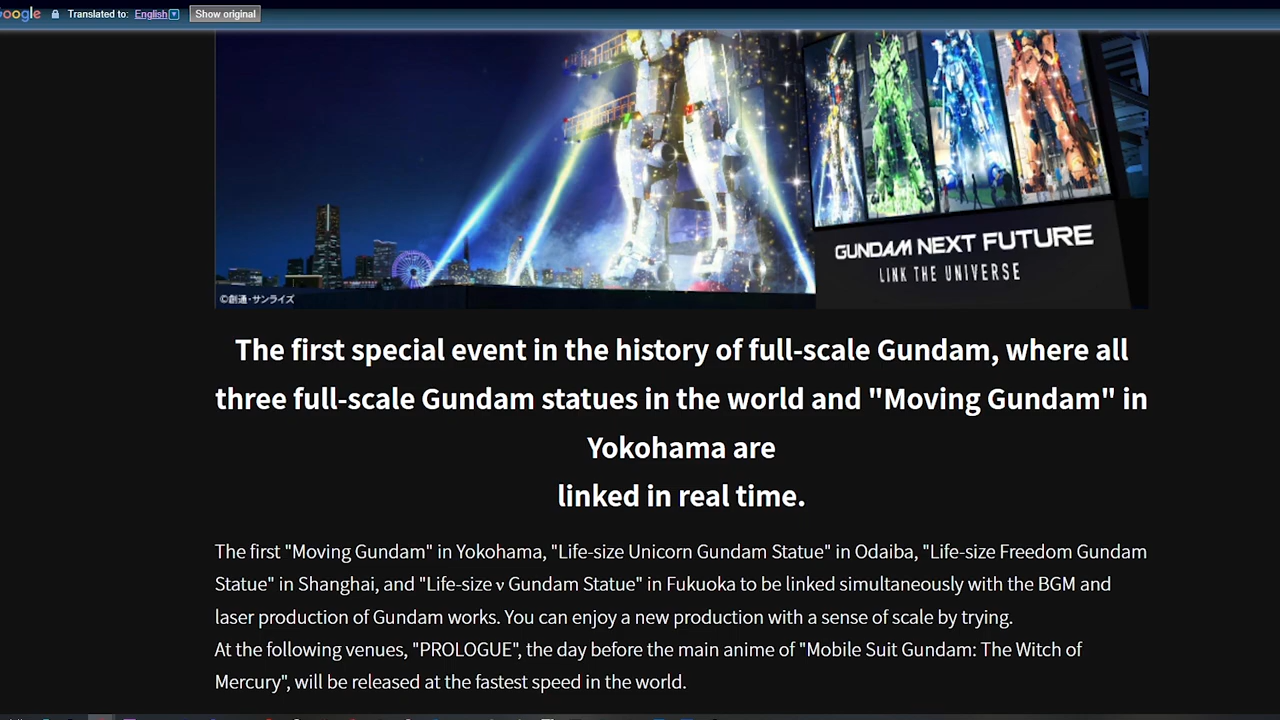 Google Translated to: English Show original
GUNDAM NEXT FUTURE
LINK THE UNIVERSE
©創通・サンライズ
The first special event in the history of full-scale Gundam, where all
three full-scale Gundam statues in the world and "Moving Gundam" in
Yokohama are
linked in real time.
The first "Moving Gundam" in Yokohama, "Life-size Unicorn Gundam Statue" in Odaiba, "Life-size Freedom Gundam
Statue" in Shanghai, and "Life-size ν Gundam Statue" in Fukuoka to be linked simultaneously with the BGM and
laser production of Gundam works. You can enjoy a new production with a sense of scale by trying.
At the following venues, "PROLOGUE", the day before the main anime of "Mobile Suit Gundam: The Witch of
Mercury", will be released at the fastest speed in the world.